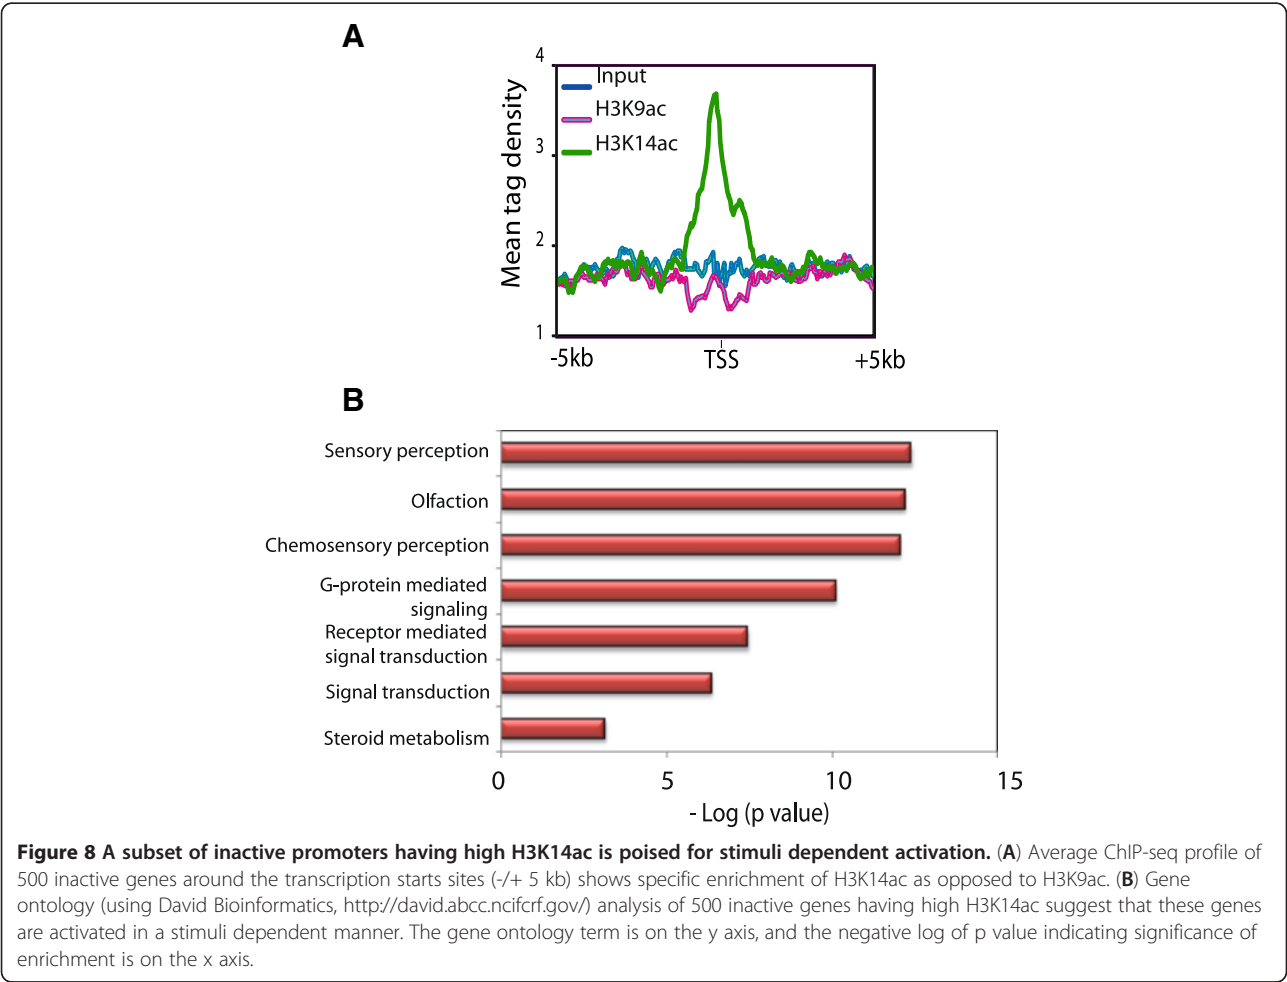 A
4
Input
H3K9ac
H3K14ac
3
2
1
Mean tag density
-5kb
TSS
+5kb
B
Sensory perception
Olfaction
Chemosensory perception
G-protein mediated
signaling
Receptor mediated
signal transduction
Signal transduction
Steroid metabolism
0
5
10
15
- Log (p value)
Figure 8 A subset of inactive promoters having high H3K14ac is poised for stimuli dependent activation. (A) Average ChIP-seq profile of
500 inactive genes around the transcription starts sites (-/+ 5 kb) shows specific enrichment of H3K14ac as opposed to H3K9ac. (B) Gene
ontology (using David Bioinformatics, http://david.abcc.ncifcrf.gov/) analysis of 500 inactive genes having high H3K14ac suggest that these genes
are activated in a stimuli dependent manner. The gene ontology term is on the y axis, and the negative log of p value indicating significance of
enrichment is on the x axis.